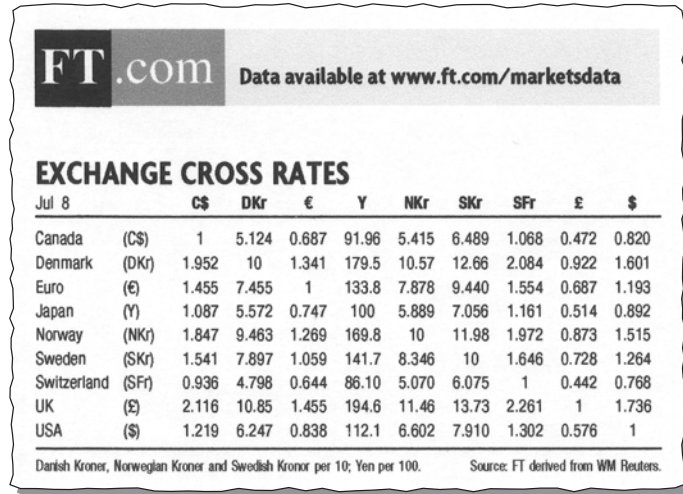 FT.com Data available at www.ft.com/marketsdata
EXCHANGE CROSS RATES
Jul 8 C$ DKr € Y NKr SKr SFr £ $
Canada (C$) 1 5.124 0.687 91.96 5.415 6.489 1.068 0.472 0.820
Denmark (DKr) 1.952 10 1.341 179.5 10.57 12.66 2.084 0.922 1.601
Euro (€) 1.455 7.455 1 133.8 7.878 9.440 1.554 0.687 1.193
Japan (Y) 1.087 5.572 0.747 100 5.889 7.056 1.161 0.514 0.892
Norway (NKr) 1.847 9.463 1.269 169.8 10 11.98 1.972 0.873 1.515
Sweden (SKr) 1.541 7.897 1.059 141.7 8.346 10 1.646 0.728 1.264
Switzerland (SFr) 0.936 4.798 0.644 86.10 5.070 6.075 1 0.442 0.768
UK (£) 2.116 10.85 1.455 194.6 11.46 13.73 2.261 1 1.736
USA ($) 1.219 6.247 0.838 112.1 6.602 7.910 1.302 0.576 1
Danish Kroner, Norwegian Kroner and Swedish Kronor per 10; Yen per 100. Source: FT derived from WM Reuters.